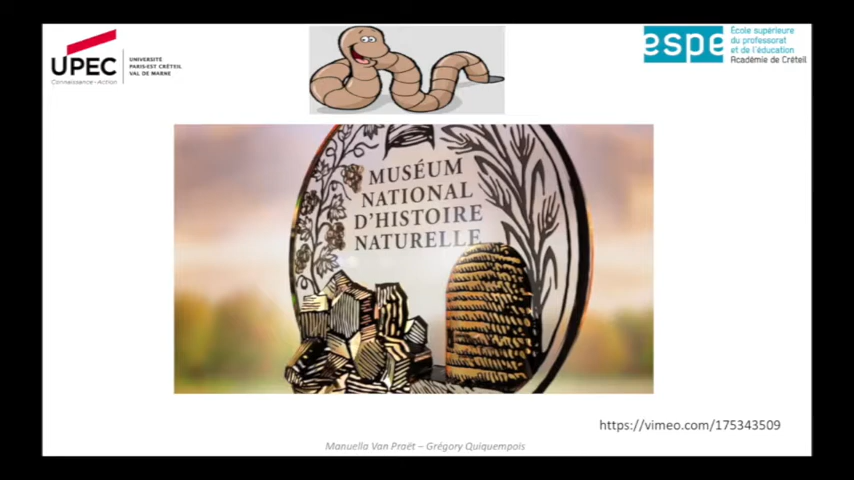 UPEC
Connaissance - Action
UNIVERSITÉ
PARIS-EST CRÉTEIL
VAL DE MARNE
espe
École supérieure
du professorat
et de l'éducation
Académie de Créteil
MUSÉUM
NATIONAL
D'HISTOIRE
NATURELLE
https://vimeo.com/175343509
Manuella Van Praët – Grégory Quiquempois